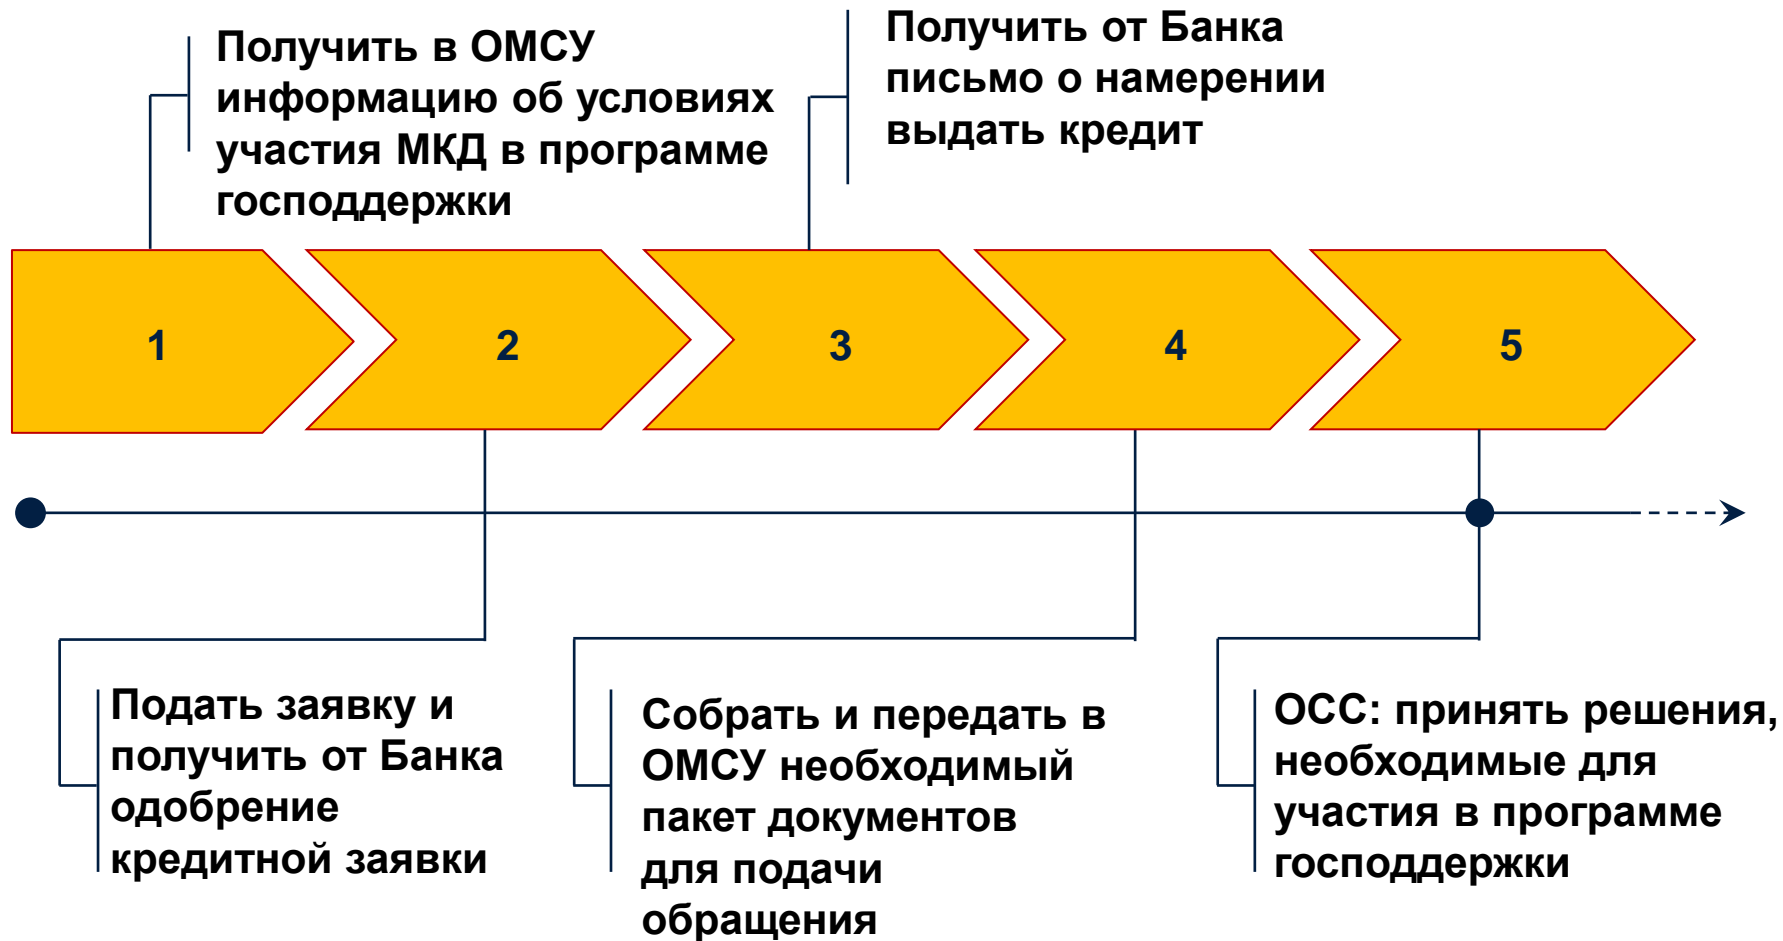 Получить в ОМСУ
информацию об условиях
участия МКД в программе
господдержки
Получить от Банка
письмо о намерении
выдать кредит
1
2
3
4
5
Подать заявку и
получить от Банка
одобрение
кредитной заявки
Собрать и передать в
ОМСУ необходимый
пакет документов
для подачи
обращения
ОСС: принять решения,
необходимые для
участия в программе
господдержки